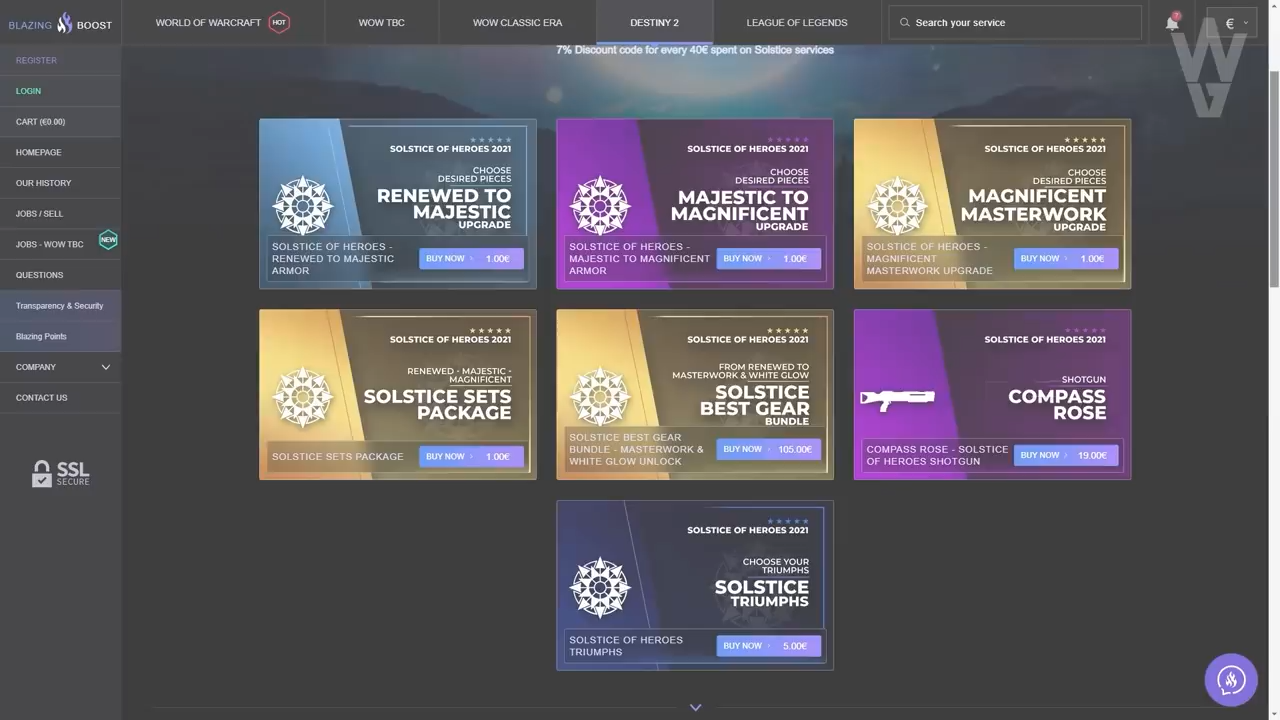 BLAZING BOOST
WORLD OF WARCRAFT HOT
WOW TBC
WOW CLASSIC ERA
DESTINY 2
LEAGUE OF LEGENDS
Search your service
€
REGISTER
LOGIN
CART (€0.00)
HOMEPAGE
OUR HISTORY
JOBS / SELL
JOBS - WOW TBC NEW
QUESTIONS
Transparency & Security
Blazing Points
COMPANY
CONTACT US
SSL
SECURE
7% Discount code for every 40€ spent on Solstice services
SOLSTICE OF HEROES 2021
CHOOSE
DESIRED PIECES
RENEWED TO
MAJESTIC
UPGRADE
SOLSTICE OF HEROES -
RENEWED TO MAJESTIC
ARMOR
BUY NOW 1.00€
SOLSTICE OF HEROES 2021
CHOOSE
DESIRED PIECES
MAJESTIC TO
MAGNIFICENT
UPGRADE
SOLSTICE OF HEROES -
MAJESTIC TO MAGNIFICENT
ARMOR
BUY NOW 1.00€
SOLSTICE OF HEROES 2021
CHOOSE
DESIRED PIECES
MAGNIFICENT
MASTERWORK
UPGRADE
SOLSTICE OF HEROES -
MAGNIFICENT
MASTERWORK UPGRADE
BUY NOW 1.00€
SOLSTICE OF HEROES 2021
RENEWED - MAJESTIC -
MAGNIFICENT
SOLSTICE SETS
PACKAGE
SOLSTICE SETS PACKAGE
BUY NOW 1.00€
SOLSTICE OF HEROES 2021
FROM RENEWED TO
MASTERWORK & WHITE GLOW
SOLSTICE
BEST GEAR
BUNDLE
SOLSTICE BEST GEAR
BUNDLE - MASTERWORK &
WHITE GLOW UNLOCK
BUY NOW 105.00€
SOLSTICE OF HEROES 2021
SHOTGUN
COMPASS
ROSE
COMPASS ROSE - SOLSTICE
OF HEROES SHOTGUN
BUY NOW 19.00€
SOLSTICE OF HEROES 2021
CHOOSE YOUR
TRIUMPHS
SOLSTICE
TRIUMPHS
SOLSTICE OF HEROES
TRIUMPHS
BUY NOW 5.00€